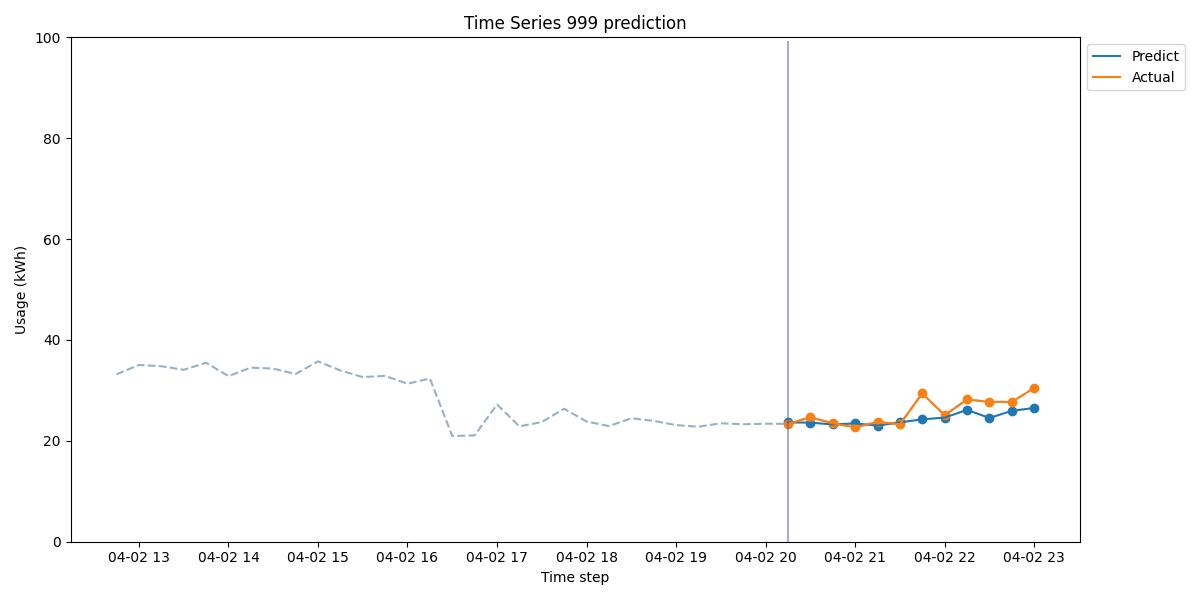 Time Series 999 prediction
100
80
60
40
20
0
Usage (kWh)
04-02 13 04-02 14 04-02 15 04-02 16 04-02 17 04-02 18 04-02 19 04-02 20 04-02 21 04-02 22 04-02 23
Time step
Predict
Actual